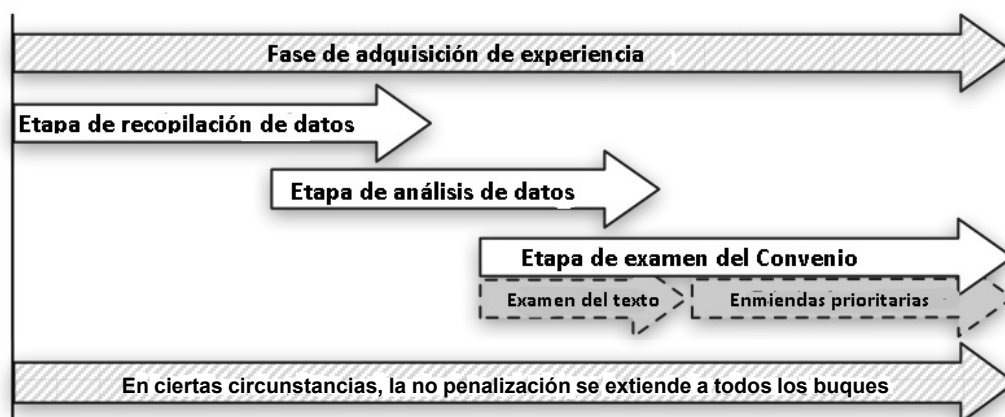 Fase de adquisición de experiencia
Etapa de recopilación de datos
Etapa de análisis de datos
Etapa de examen del Convenio
Examen del texto
Enmiendas prioritarias
En ciertas circunstancias, la no penalización se extiende a todos los buques